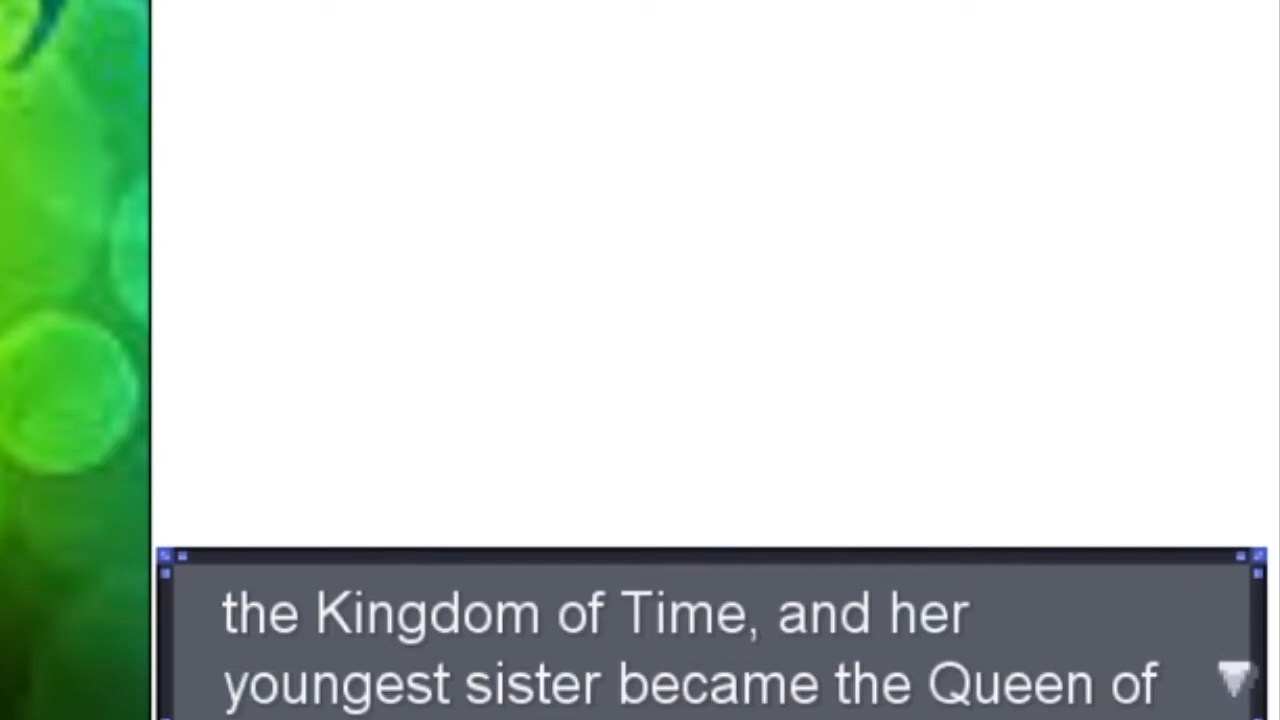 the Kingdom of Time, and her
youngest sister became the Queen of